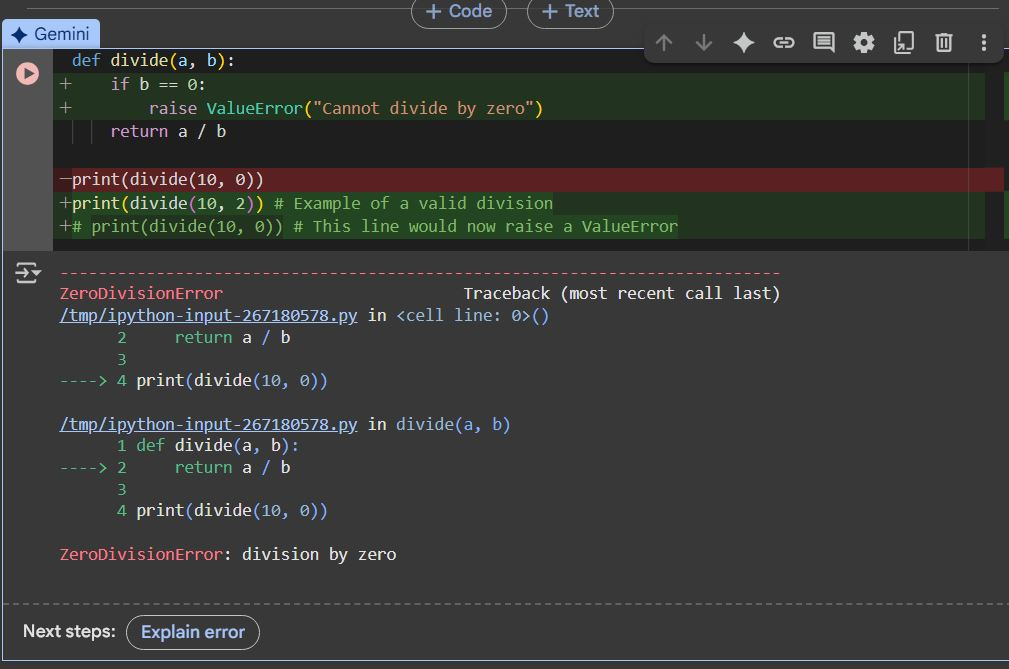 + Code + Text
Gemini
def divide(a, b):
+ if b == 0:
+ raise ValueError("Cannot divide by zero")
return a / b
−print(divide(10, 0))
+print(divide(10, 2)) # Example of a valid division
+# print(divide(10, 0)) # This line would now raise a ValueError
---------------------------------------------------------------------------
ZeroDivisionError Traceback (most recent call last)
/tmp/ipython-input-267180578.py in <cell line: 0>()
2 return a / b
3
----> 4 print(divide(10, 0))
/tmp/ipython-input-267180578.py in divide(a, b)
1 def divide(a, b):
----> 2 return a / b
3
4 print(divide(10, 0))
ZeroDivisionError: division by zero
Next steps: Explain error